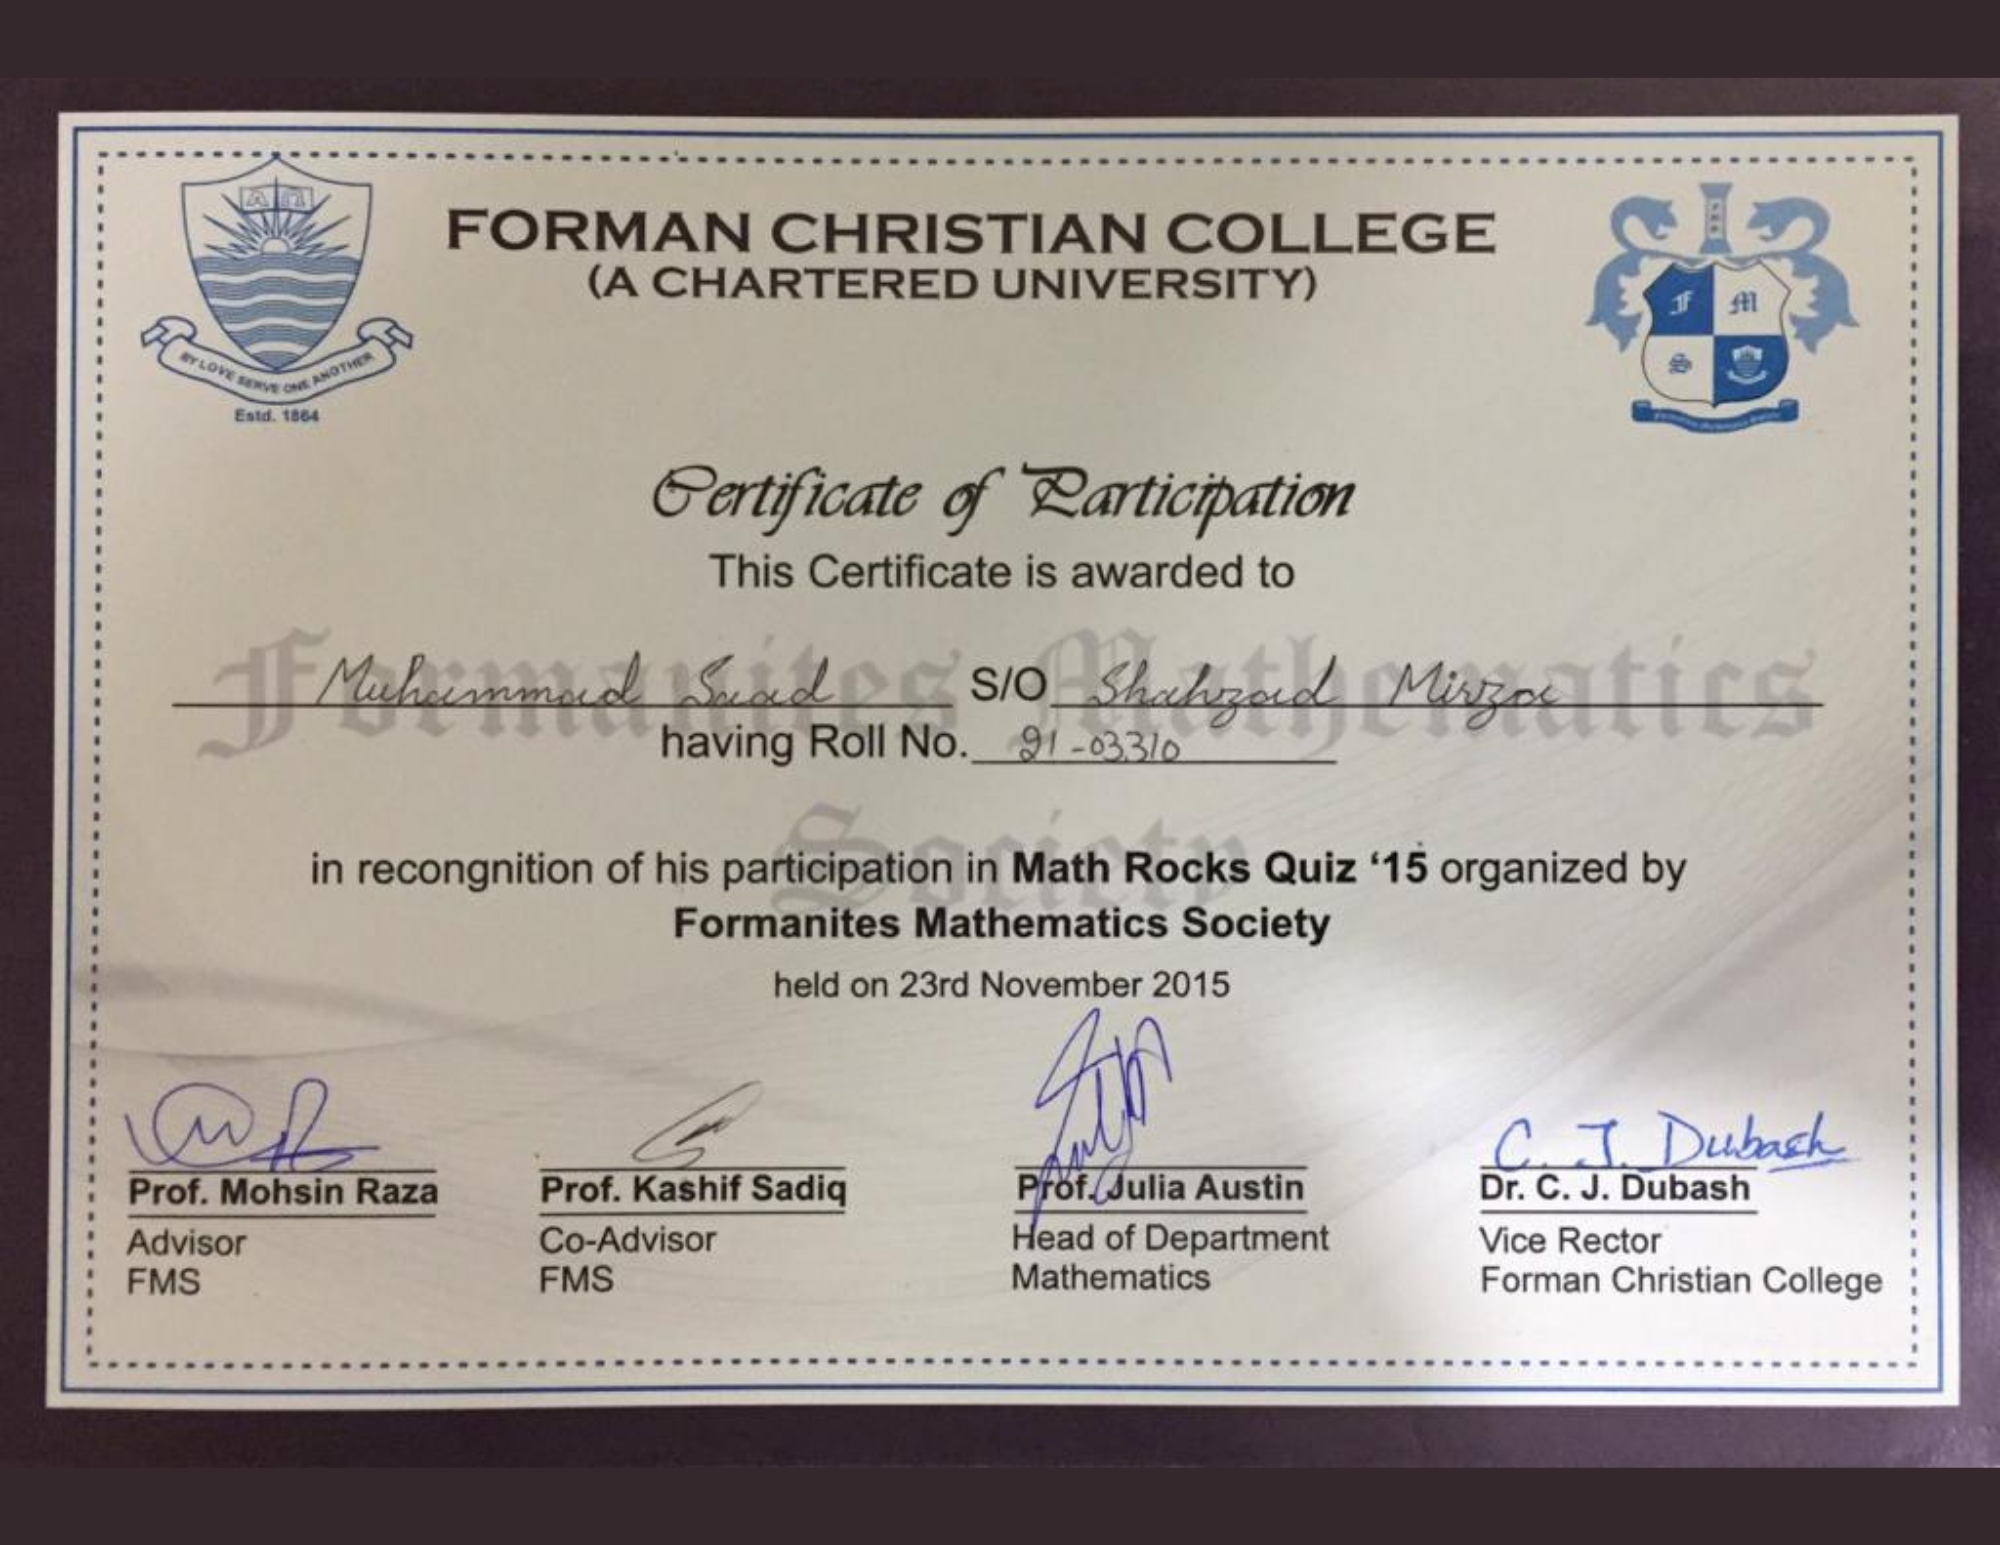 FORMAN CHRISTIAN COLLEGE
(A CHARTERED UNIVERSITY)
Α Ω
BY LOVE SERVE ONE ANOTHER
Estd. 1864
F M
S
Certificate of Participation
This Certificate is awarded to
Muhammad Saad S/O Shahzad Mirza
having Roll No. 21-03310
Formanites Mathematics
Society
in recongnition of his participation in Math Rocks Quiz ‘15 organized by
Formanites Mathematics Society
held on 23rd November 2015
C. J. Dubash
Prof. Mohsin Raza Prof. Kashif Sadiq Prof. Julia Austin Dr. C. J. Dubash
Advisor Co-Advisor Head of Department Vice Rector
FMS FMS Mathematics Forman Christian College